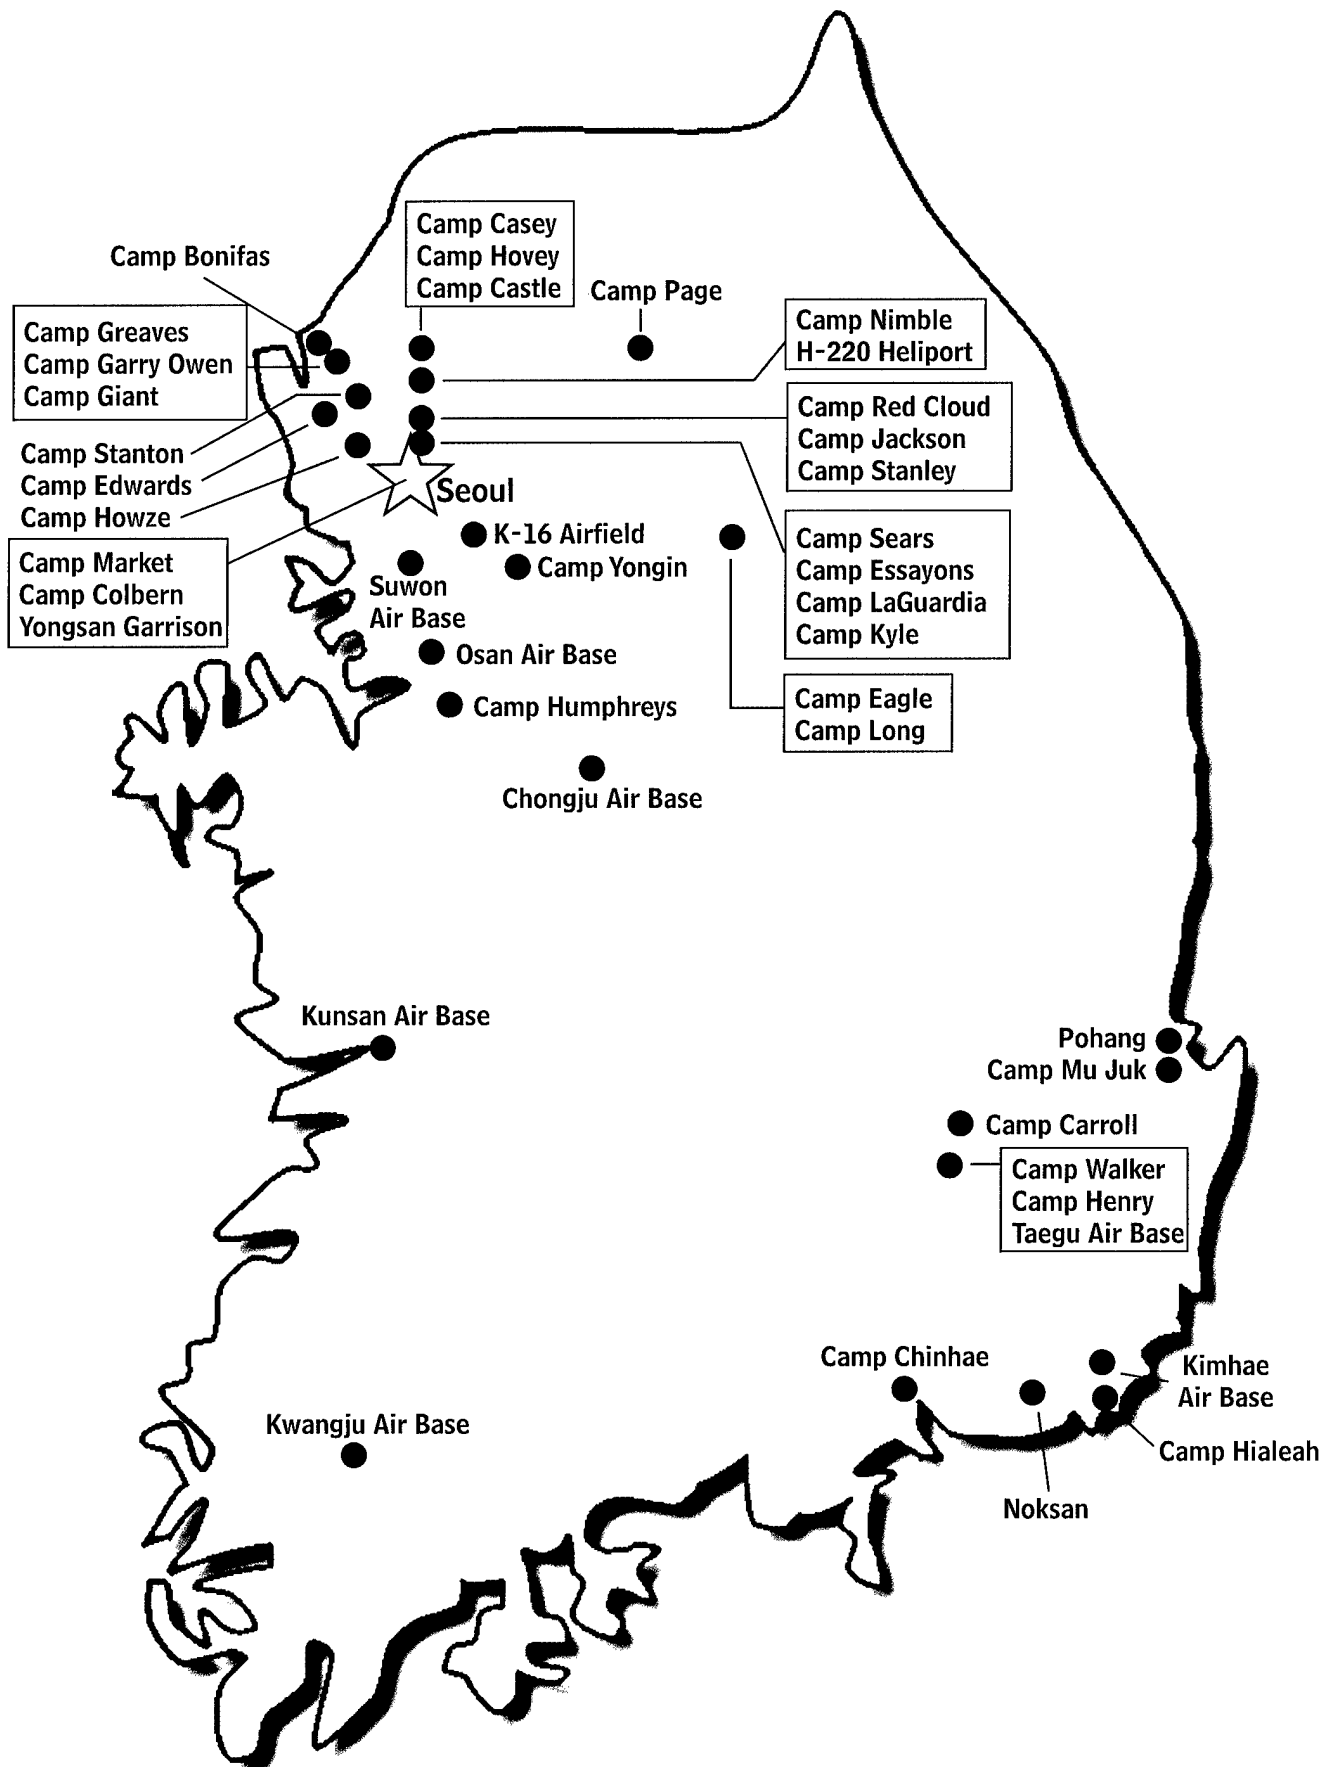 Camp Casey
Camp Hovey
Camp Castle
Camp Bonifas
Camp Page
Camp Greaves
Camp Garry Owen
Camp Giant
Camp Nimble
H-220 Heliport
Camp Red Cloud
Camp Jackson
Camp Stanley
Camp Stanton
Camp Edwards
Camp Howze
Seoul
Camp Market
Camp Colbern
Yongsan Garrison
K-16 Airfield
Camp Yongin
Suwon
Air Base
Camp Sears
Camp Essayons
Camp LaGuardia
Camp Kyle
Osan Air Base
Camp Humphreys
Camp Eagle
Camp Long
Chongju Air Base
Kunsan Air Base
Pohang
Camp Mu Juk
Camp Carroll
Camp Walker
Camp Henry
Taegu Air Base
Camp Chinhae
Kimhae
Air Base
Kwangju Air Base
Camp Hialeah
Noksan